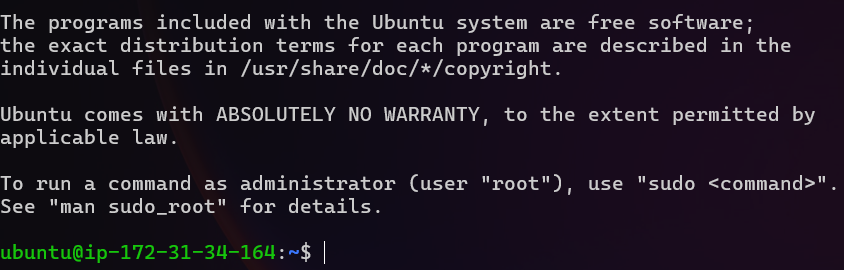 The programs included with the Ubuntu system are free software;
the exact distribution terms for each program are described in the
individual files in /usr/share/doc/*/copyright.

Ubuntu comes with ABSOLUTELY NO WARRANTY, to the extent permitted by
applicable law.

To run a command as administrator (user "root"), use "sudo <command>".
See "man sudo_root" for details.

ubuntu@ip-172-31-34-164:~$